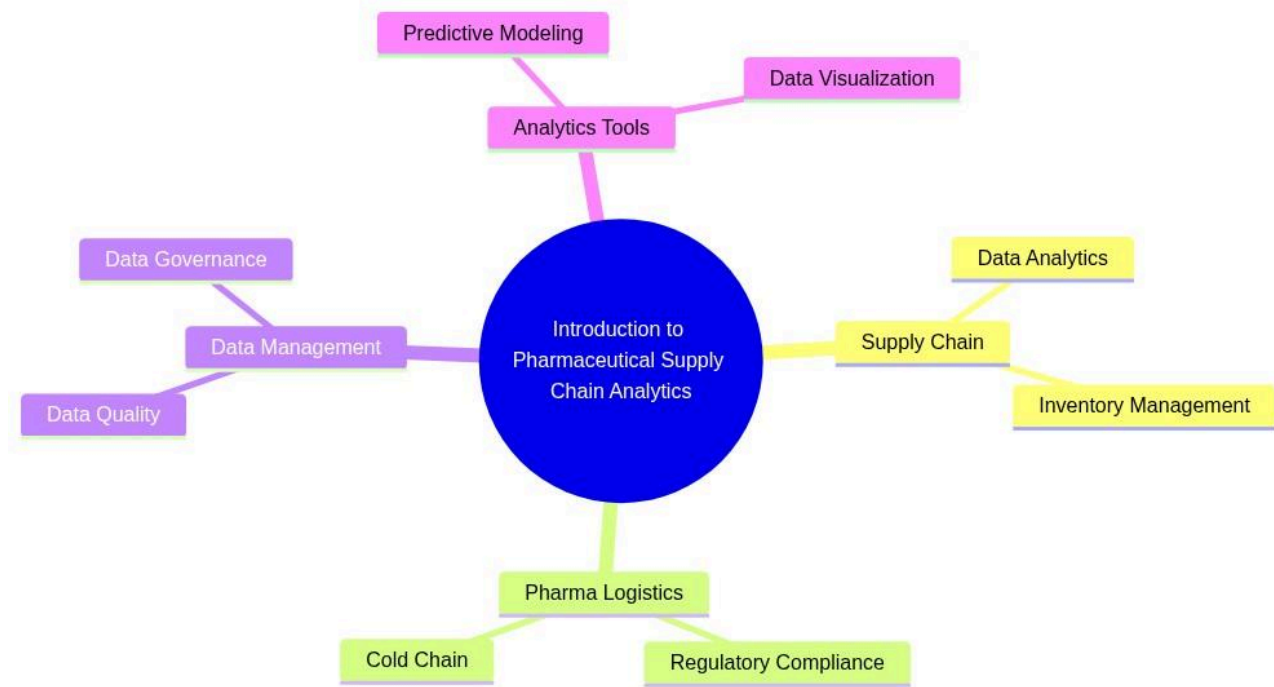 Predictive Modeling
Data Visualization
Analytics Tools
Data Governance
Data Analytics
Introduction to
Pharmaceutical Supply
Chain Analytics
Supply Chain
Data Management
Inventory Management
Data Quality
Pharma Logistics
Cold Chain
Regulatory Compliance